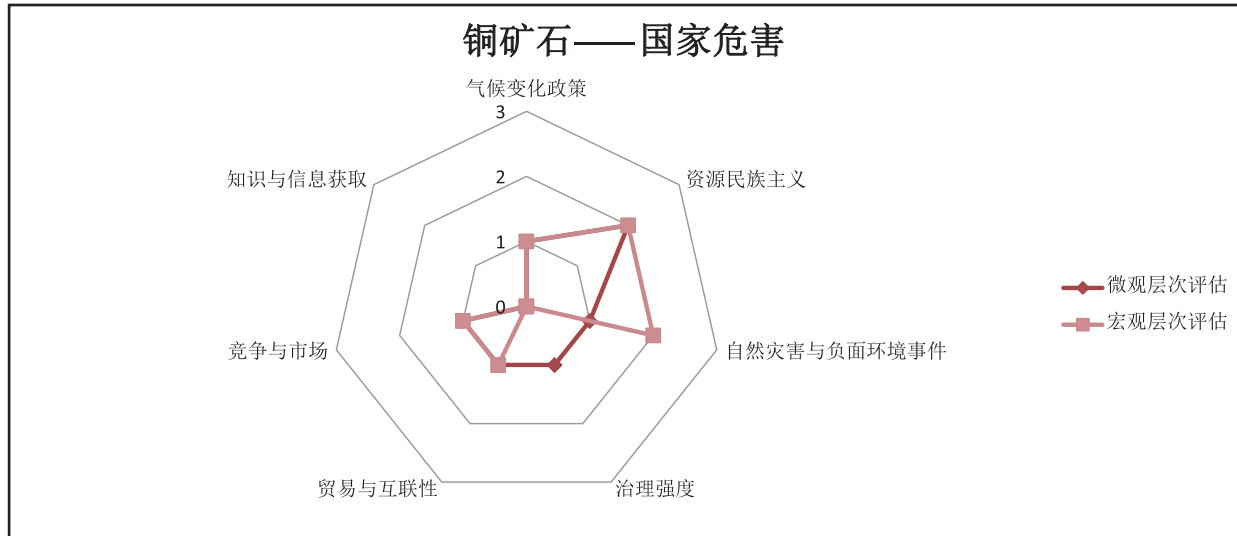 铜矿石——国家危害
气候变化政策
3
知识与信息获取
资源民族主义
2
1
0
微观层次评估
宏观层次评估
竞争与市场
自然灾害与负面环境事件
贸易与互联性
治理强度